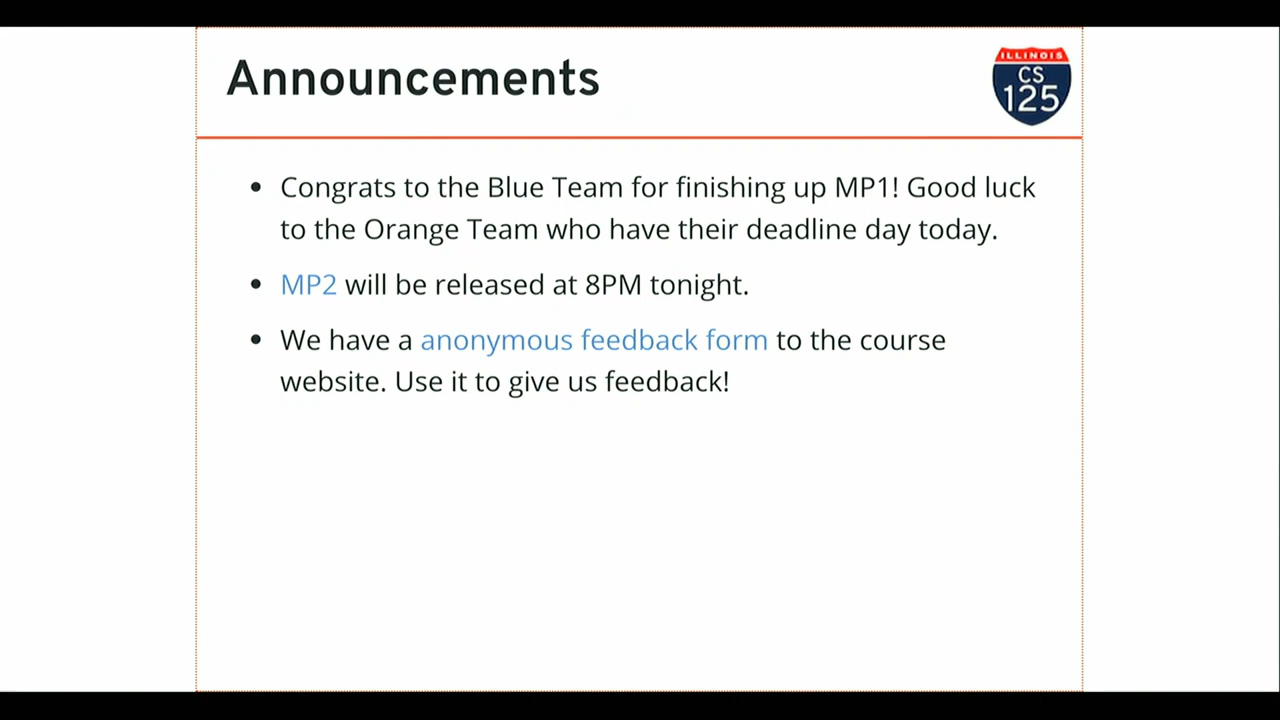 Announcements
ILLINOIS
CS
125
• Congrats to the Blue Team for finishing up MP1! Good luck
to the Orange Team who have their deadline day today.
• MP2 will be released at 8PM tonight.
• We have a anonymous feedback form to the course
website. Use it to give us feedback!